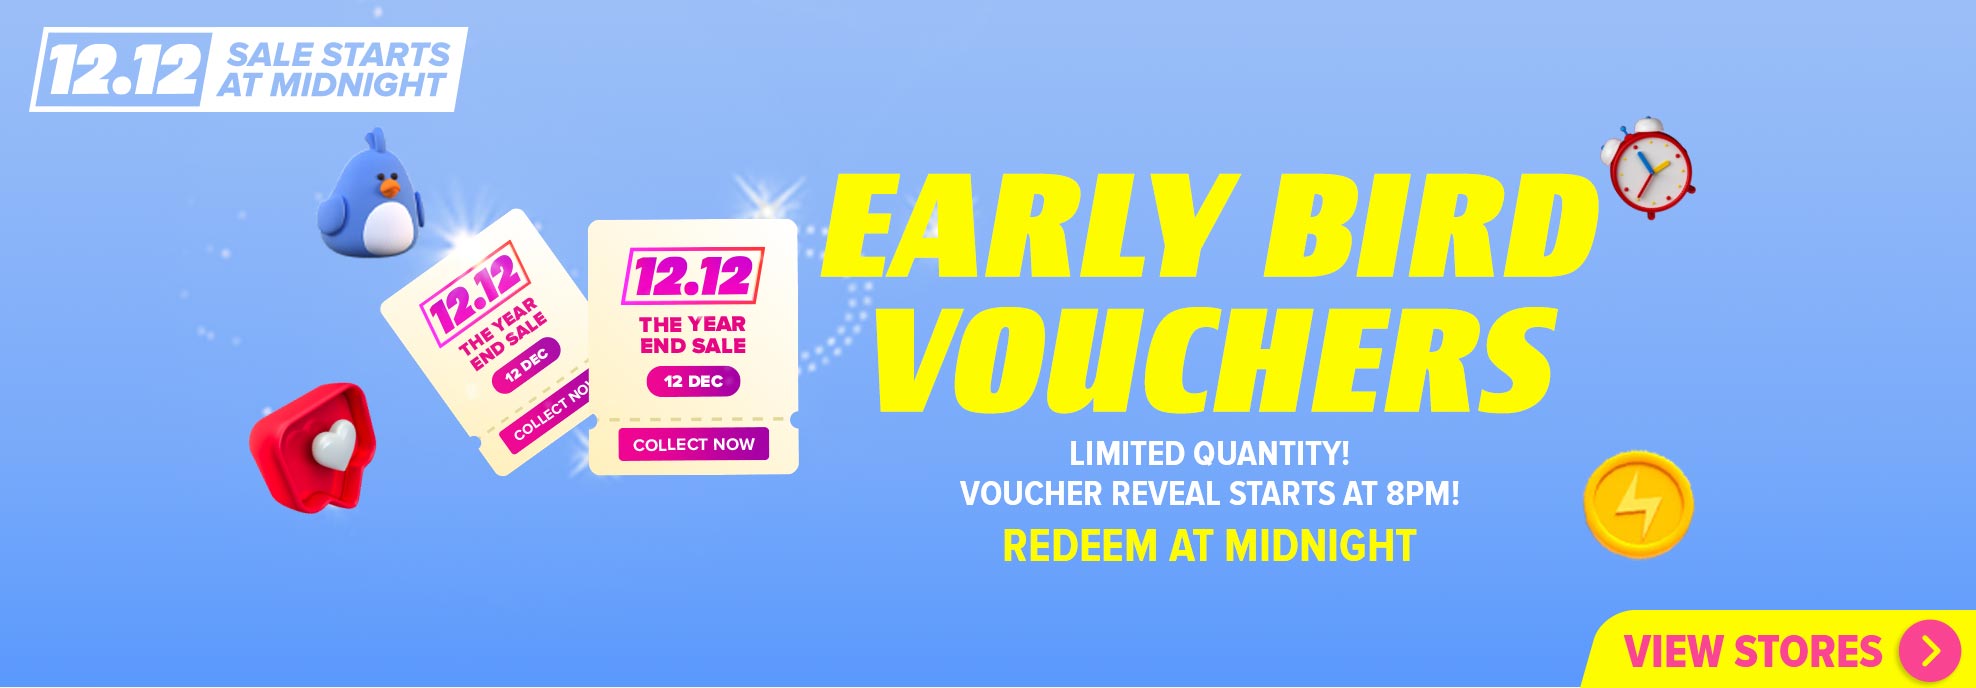 12.12
SALE STARTS
AT MIDNIGHT
12.12
THE YEAR
END SALE
12 DEC
COLLECT NO
12.12
THE YEAR
END SALE
12 DEC
COLLECT NOW
EARLY BIRD
VOUCHERS
LIMITED QUANTITY!
VOUCHER REVEAL STARTS AT 8PM!
REDEEM AT MIDNIGHT
VIEW STORES